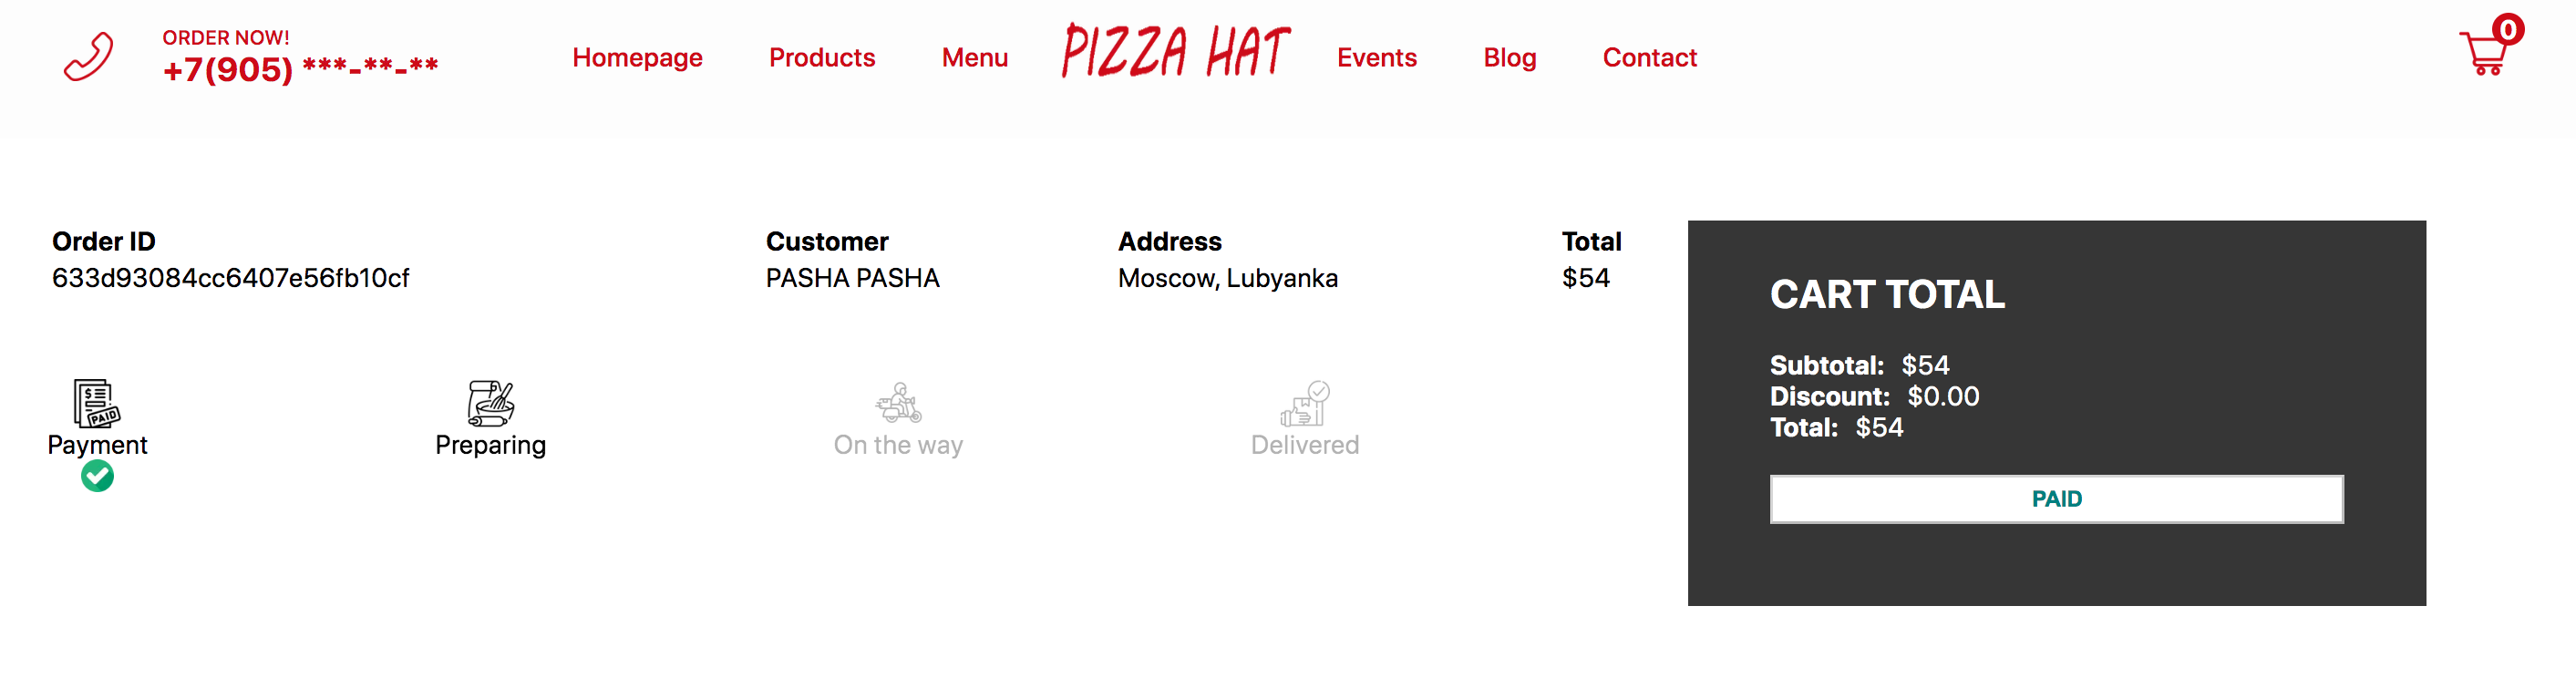 ORDER NOW!
+7(905) ***-**-**
Homepage
Products
Menu
PIZZA HAT
Events
Blog
Contact
0
Order ID
633d93084cc6407e56fb10cf
Customer
PASHA PASHA
Address
Moscow, Lubyanka
Total
$54
$
PAID
Payment
Preparing
On the way
Delivered
CART TOTAL
Subtotal: $54
Discount: $0.00
Total: $54
PAID